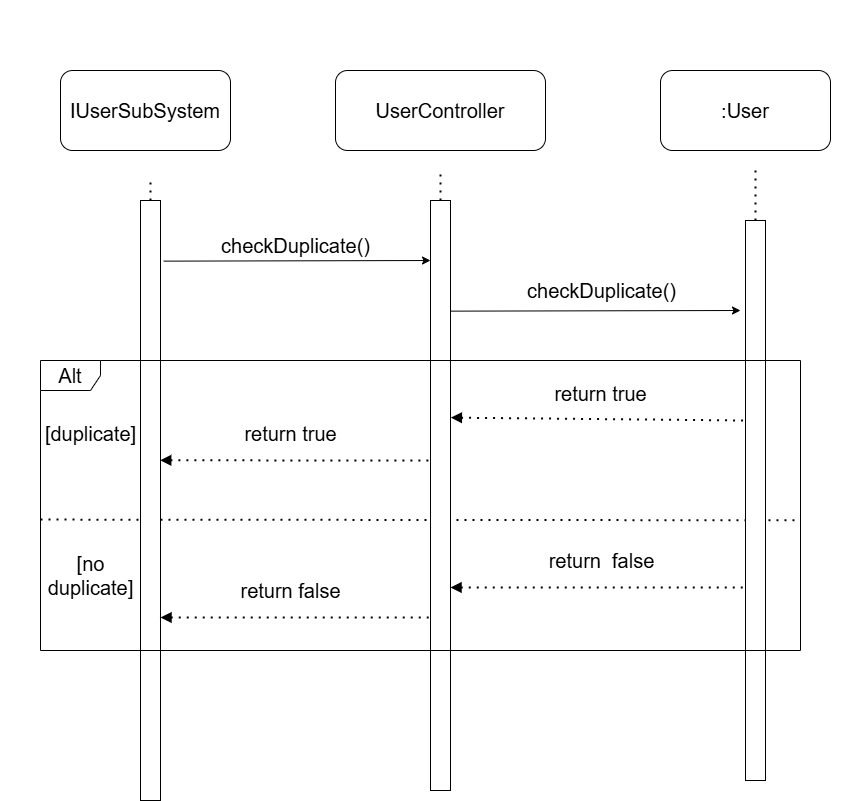 IUserSubSystem
UserController
:User
checkDuplicate()
checkDuplicate()
Alt
return true
[duplicate]
return true
[no
duplicate]
return  false
return false